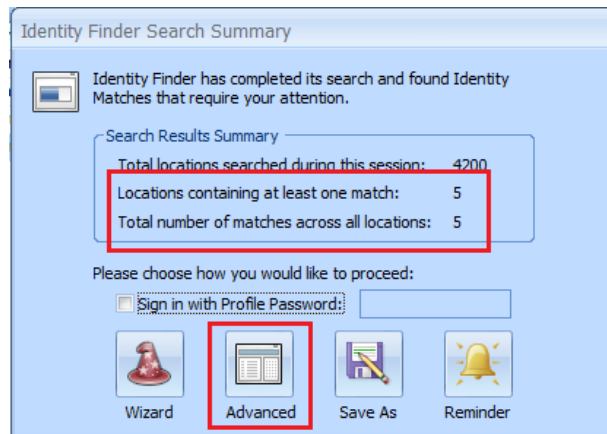 Identity Finder Search Summary
Identity Finder has completed its search and found Identity
Matches that require your attention.
Search Results Summary
Total locations searched during this session: 4200
Locations containing at least one match: 5
Total number of matches across all locations: 5
Please choose how you would like to proceed:
Sign in with Profile Password:
Wizard Advanced Save As Reminder